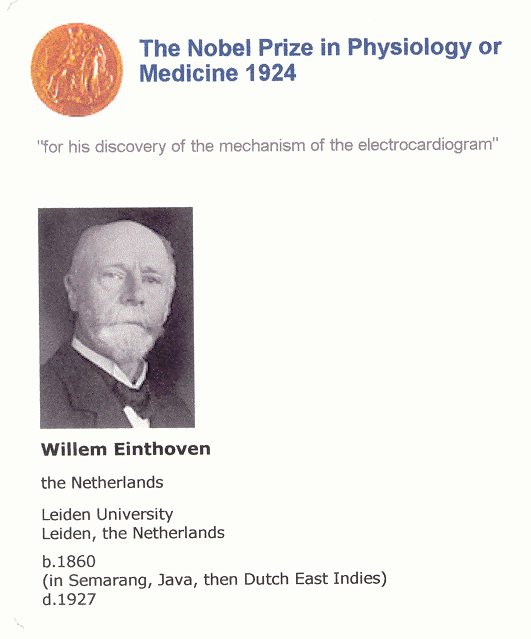 The Nobel Prize in Physiology or
Medicine 1924
"for his discovery of the mechanism of the electrocardiogram"
Willem Einthoven
the Netherlands
Leiden University
Leiden, the Netherlands
b.1860
(in Semarang, Java, then Dutch East Indies)
d.1927